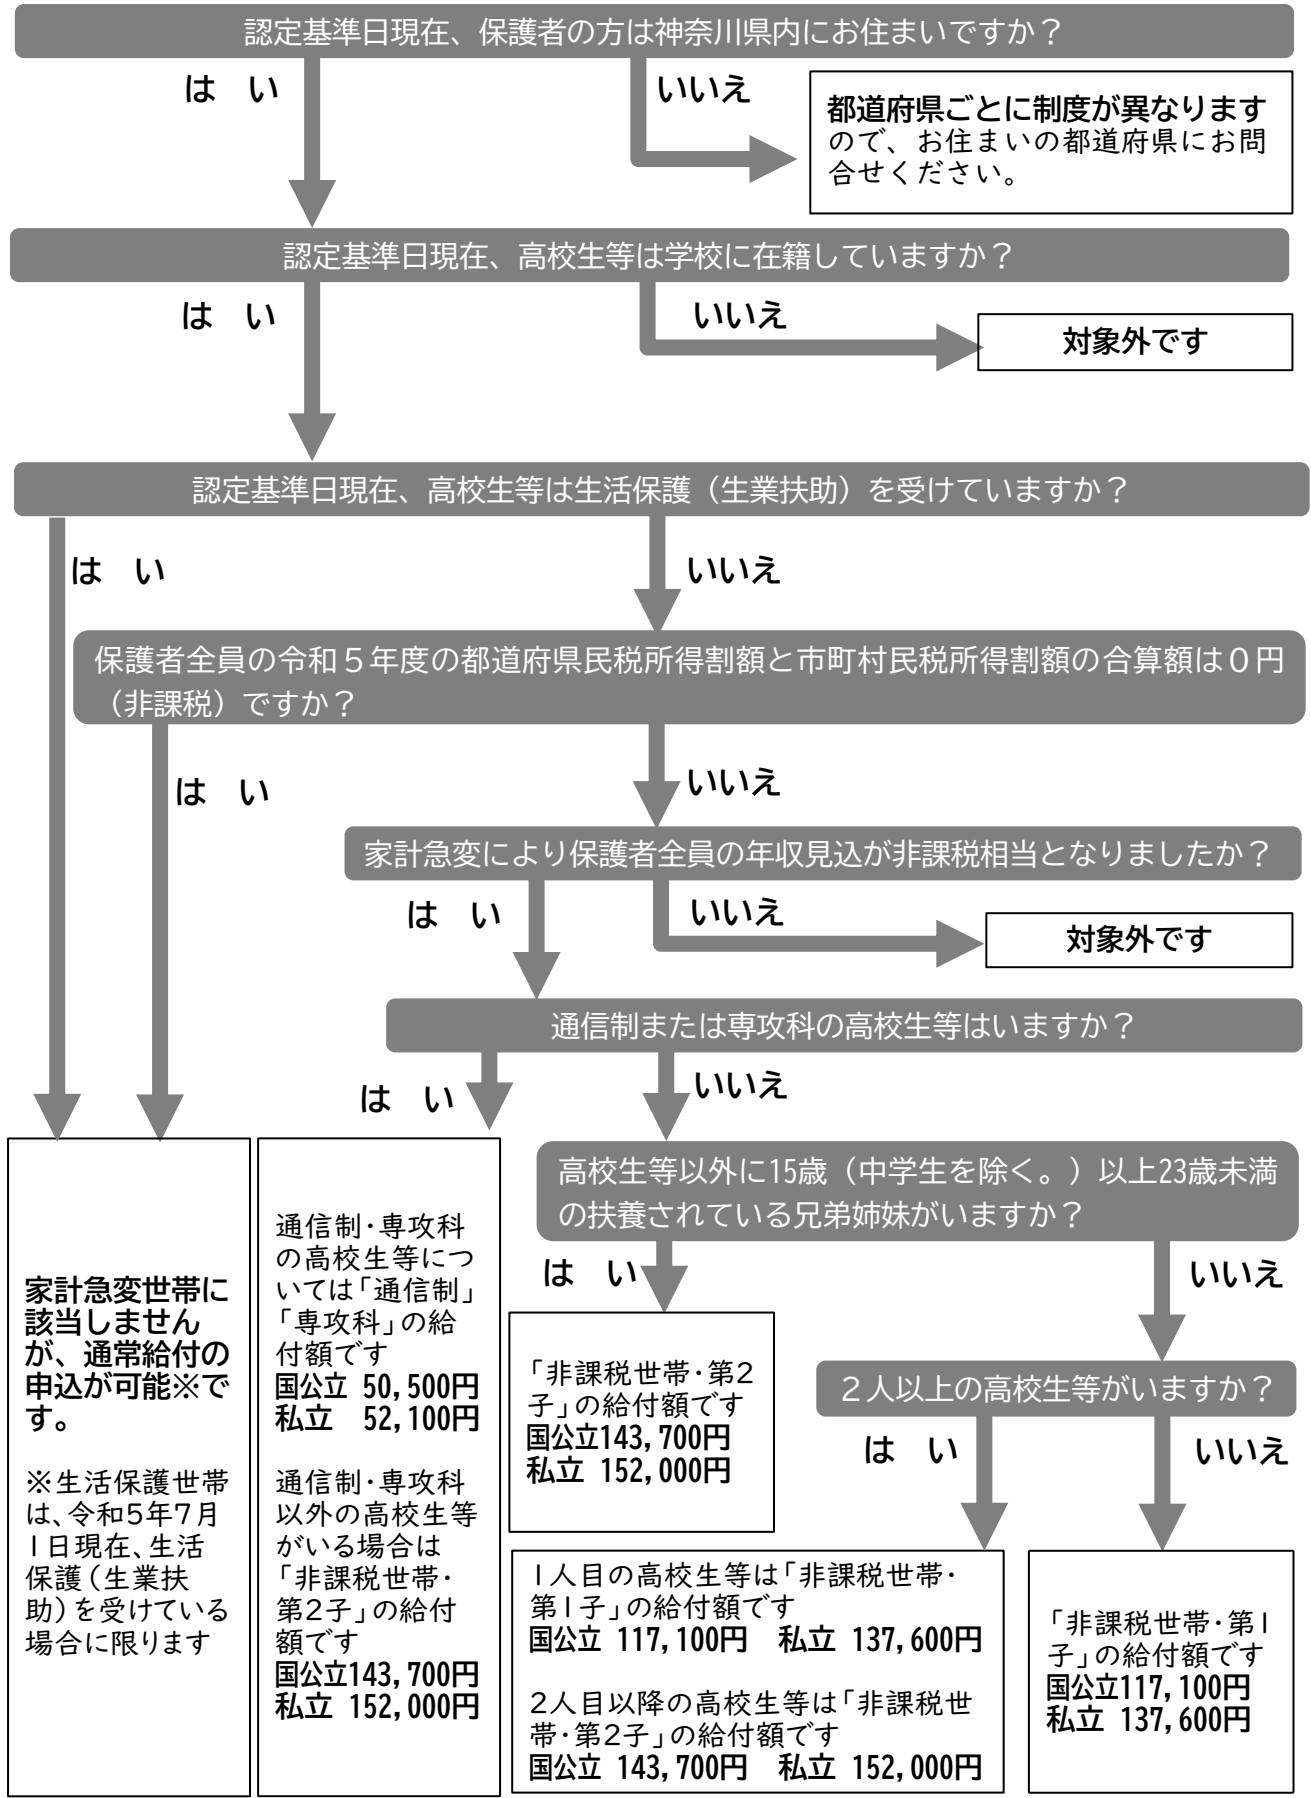 認定基準日現在、保護者の方は神奈川県内にお住まいですか？
は　い
いいえ
都道府県ごとに制度が異なります
ので、お住まいの都道府県にお問
合せください。
認定基準日現在、高校生等は学校に在籍していますか？
は　い
いいえ
対象外です
認定基準日現在、高校生等は生活保護（生業扶助）を受けていますか？
は　い
いいえ
保護者全員の令和５年度の都道府県民税所得割額と市町村民税所得割額の合算額は０円
（非課税）ですか？
は　い
いいえ
家計急変により保護者全員の年収見込が非課税相当となりましたか？
は　い
いいえ
対象外です
通信制または専攻科の高校生等はいますか？
は　い
いいえ
高校生等以外に15歳（中学生を除く。）以上23歳未満
の扶養されている兄弟姉妹がいますか？
は　い
いいえ
２人以上の高校生等がいますか？
は　い
いいえ
家計急変世帯に
該当しません
が、通常給付の
申込が可能※で
す。
※生活保護世帯
は、令和5年7月
1日現在、生活
保護（生業扶
助）を受けている
場合に限ります
通信制・専攻科
の高校生等につ
いては「通信制」
「専攻科」の給
付額です
国公立 50,500円
私立　52,100円
通信制・専攻科
以外の高校生等
がいる場合は
「非課税世帯・
第2子」の給付
額です
国公立143,700円
私立 152,000円
「非課税世帯・第2
子」の給付額です
国公立143,700円
私立 152,000円
1人目の高校生等は「非課税世帯・
第1子」の給付額です
国公立 117,100円　私立 137,600円
2人目以降の高校生等は「非課税世
帯・第2子」の給付額です
国公立 143,700円　私立 152,000円
「非課税世帯・第1
子」の給付額です
国公立117,100円
私立 137,600円